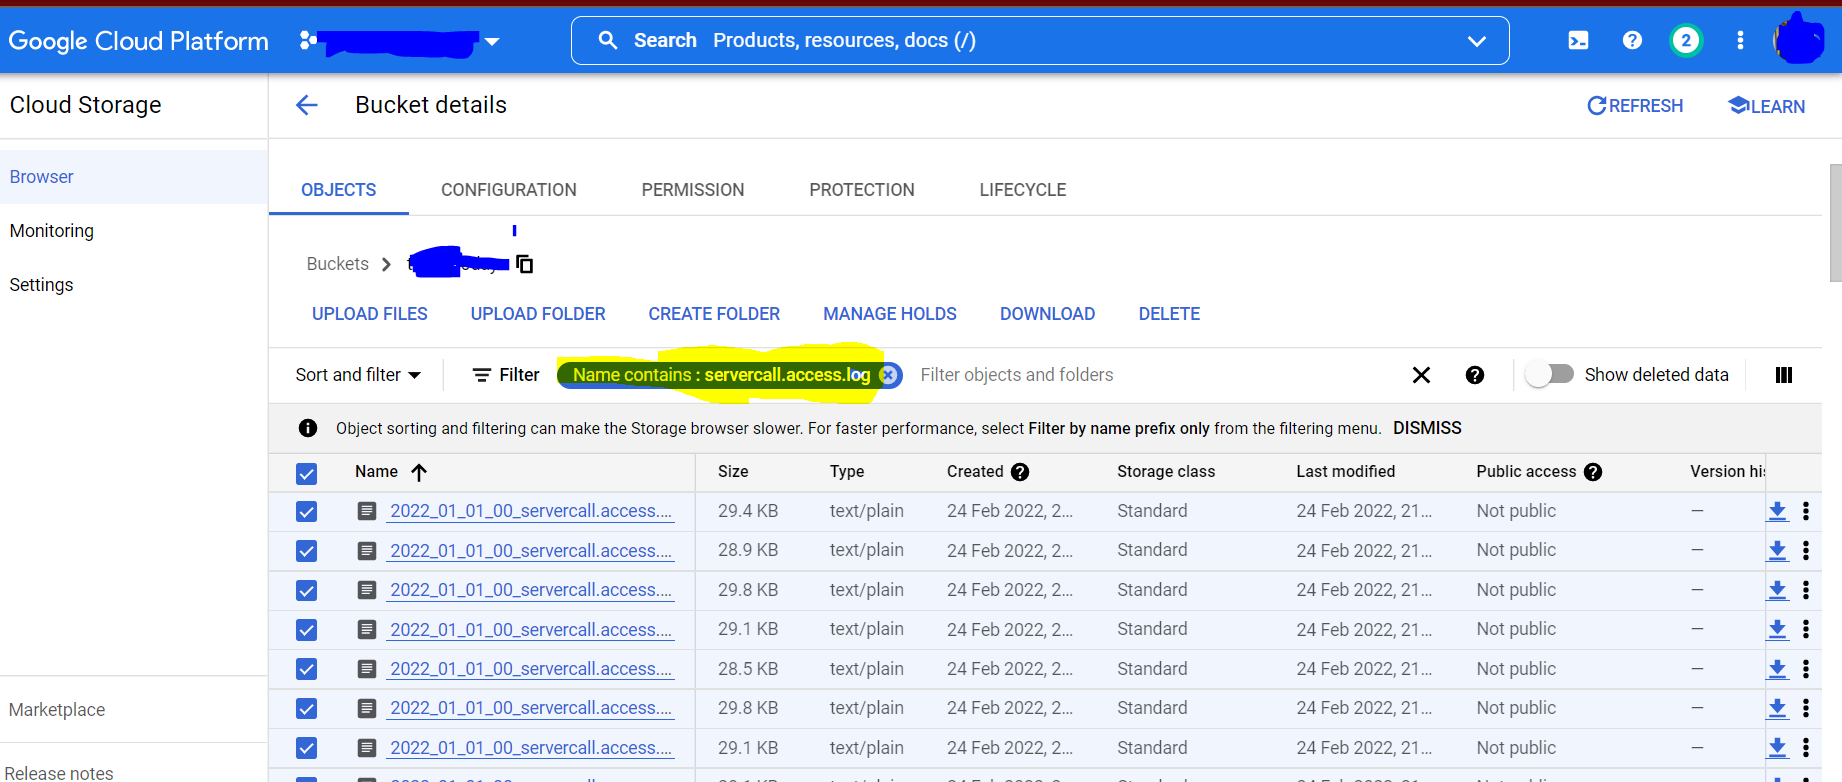 Google Cloud Platform
Search Products, resources, docs (/)
2
Cloud Storage
Bucket details
REFRESH
LEARN
Browser
Monitoring
Settings
Marketplace
Release notes
OBJECTS CONFIGURATION PERMISSION PROTECTION LIFECYCLE
Buckets
UPLOAD FILES UPLOAD FOLDER CREATE FOLDER MANAGE HOLDS DOWNLOAD DELETE
Sort and filter Filter Name contains : servercall.access.log Filter objects and folders Show deleted data
Object sorting and filtering can make the Storage browser slower. For faster performance, select Filter by name prefix only from the filtering menu. DISMISS
Name Size Type Created Storage class Last modified Public access Version hi
2022_01_01_00_servercall.access.... 29.4 KB text/plain 24 Feb 2022, 2... Standard 24 Feb 2022, 21... Not public —
2022_01_01_00_servercall.access.... 28.9 KB text/plain 24 Feb 2022, 2... Standard 24 Feb 2022, 21... Not public —
2022_01_01_00_servercall.access.... 29.8 KB text/plain 24 Feb 2022, 2... Standard 24 Feb 2022, 21... Not public —
2022_01_01_00_servercall.access.... 29.1 KB text/plain 24 Feb 2022, 2... Standard 24 Feb 2022, 21... Not public —
2022_01_01_00_servercall.access.... 28.5 KB text/plain 24 Feb 2022, 2... Standard 24 Feb 2022, 21... Not public —
2022_01_01_00_servercall.access.... 29.8 KB text/plain 24 Feb 2022, 2... Standard 24 Feb 2022, 21... Not public —
2022_01_01_00_servercall.access.... 29.1 KB text/plain 24 Feb 2022, 2... Standard 24 Feb 2022, 21... Not public —